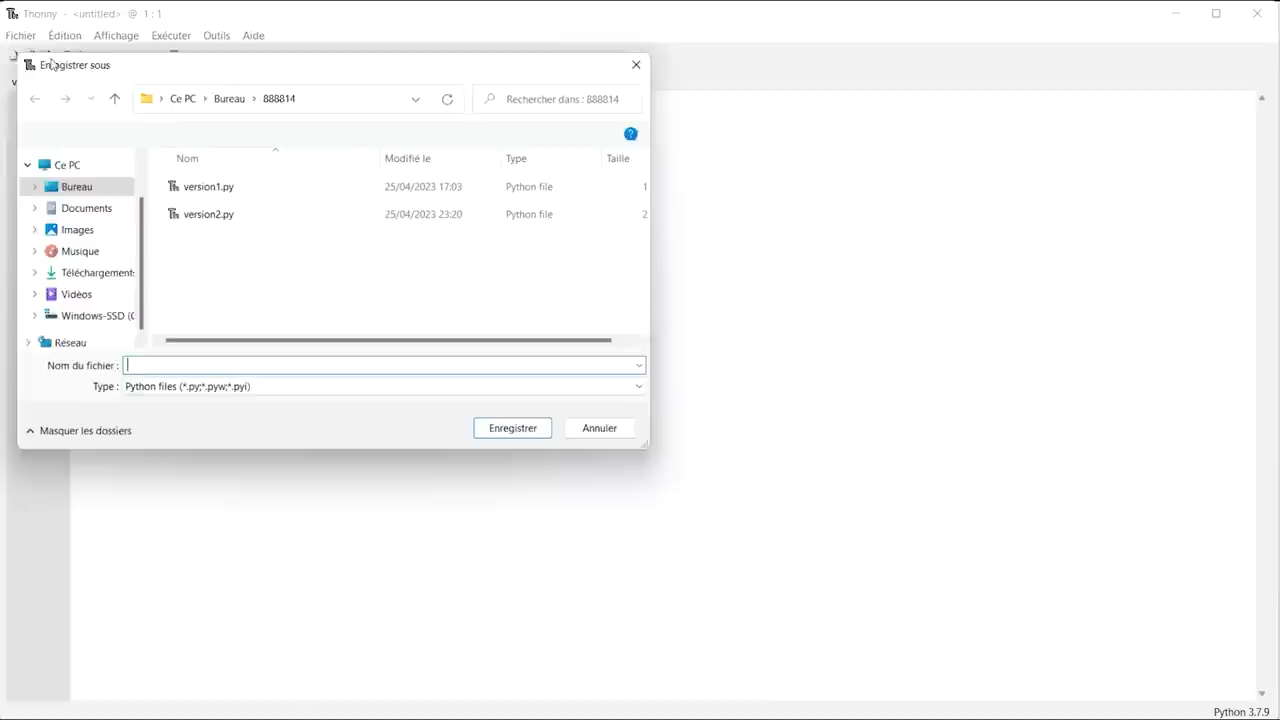 Thonny - <untitled> @ 1 : 1
Fichier Édition Affichage Exécuter Outils Aide
Enregistrer sous
Ce PC > Bureau > 888814
Rechercher dans : 888814
Nom Modifié le Type Taille
Ce PC
Bureau
Documents
Images
Musique
Téléchargement
Vidéos
Windows-SSD (C
Réseau
version1.py 25/04/2023 17:03 Python file 1
version2.py 25/04/2023 23:20 Python file 2
Nom du fichier :
Type : Python files (*.py;*.pyw;*.pyi)
Masquer les dossiers
Enregistrer Annuler
Python 3.7.9